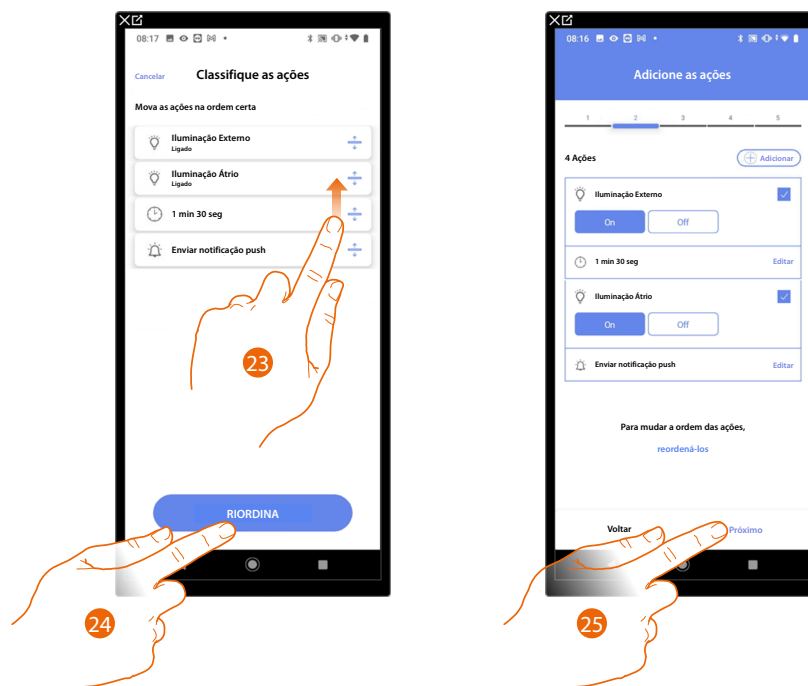 08:17
Cancelar Classifique as ações
Mova as ações na ordem certa
Iluminação Externo
Ligado
Iluminação Átrio
Ligado
1 min 30 seg
Enviar notificação push
23
RIORDINA
24
08:16
Adicione as ações
1 2 3 4 5
4 Ações Adicionar
Iluminação Externo
On Off
1 min 30 seg Editar
Iluminação Átrio
On Off
Enviar notificação push Editar
Para mudar a ordem das ações,
reordená-los
Voltar Próximo
25